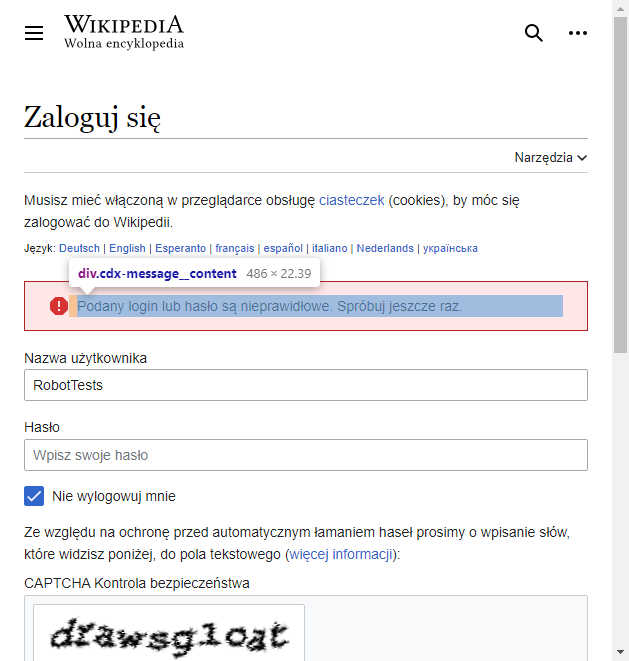 WIKIPEDIA
Wolna encyklopedia
Zaloguj się
Narzędzia
Musisz mieć włączoną w przeglądarce obsługę ciasteczek (cookies), by móc się
zalogować do Wikipedii.
Język: Deutsch | English | Esperanto | français | español | italiano | Nederlands | українська
div.cdx-message__content 486 × 22.39
Podany login lub hasło są nieprawidłowe. Spróbuj jeszcze raz.
Nazwa użytkownika
RobotTests
Hasło
Wpisz swoje hasło
Nie wylogowuj mnie
Ze względu na ochronę przed automatycznym łamaniem haseł prosimy o wpisanie słów,
które widzisz poniżej, do pola tekstowego (więcej informacji):
CAPTCHA Kontrola bezpieczeństwa